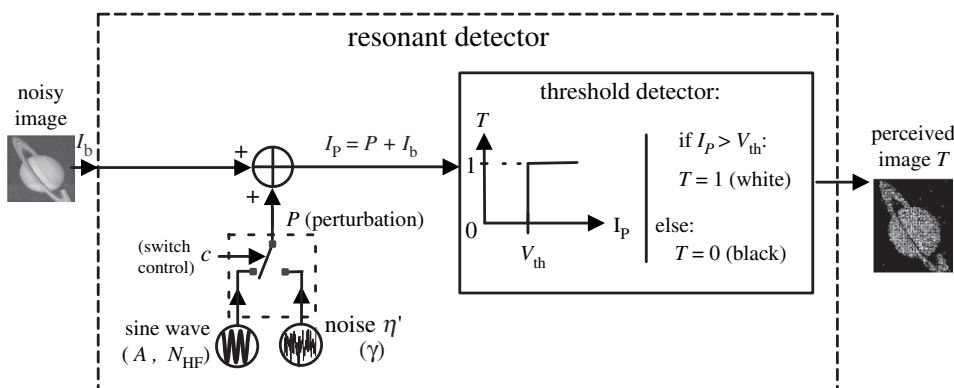 resonant detector
noisy
image
I_b
+
+
I_P = P + I_b
P (perturbation)
(switch
control)
c
sine wave
( A , N_HF)
noise η'
(γ)
threshold detector:
T
1
0
V_th
I_P
if I_P > V_th:
T = 1 (white)
else:
T = 0 (black)
perceived
image T